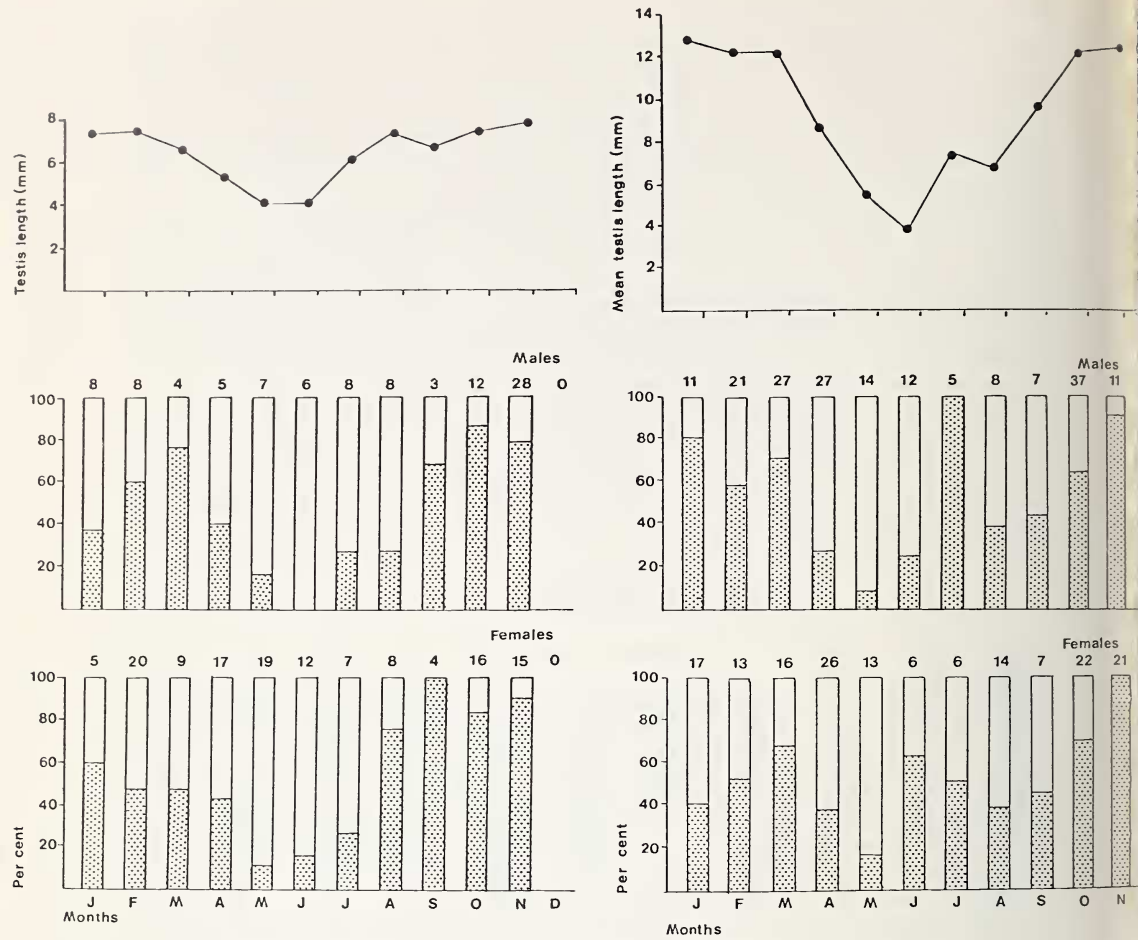 Testis length (mm)
8
6
4
2
Males
8 8 4 5 7 6 8 8 3 12 28 0
100
80
60
40
20
Females
5 20 9 17 19 12 7 8 4 16 15 0
100
80
60
40
20
Per cent
J F M A M J J A S O N D
Months
Mean testis length (mm)
14
12
10
8
6
4
2
Males
11 21 27 27 14 12 5 8 7 37 11
100
80
60
40
20
Females
17 13 16 26 13 6 6 14 7 22 21
100
80
60
40
20
Per cent
J F M A M J J A S O N
Months